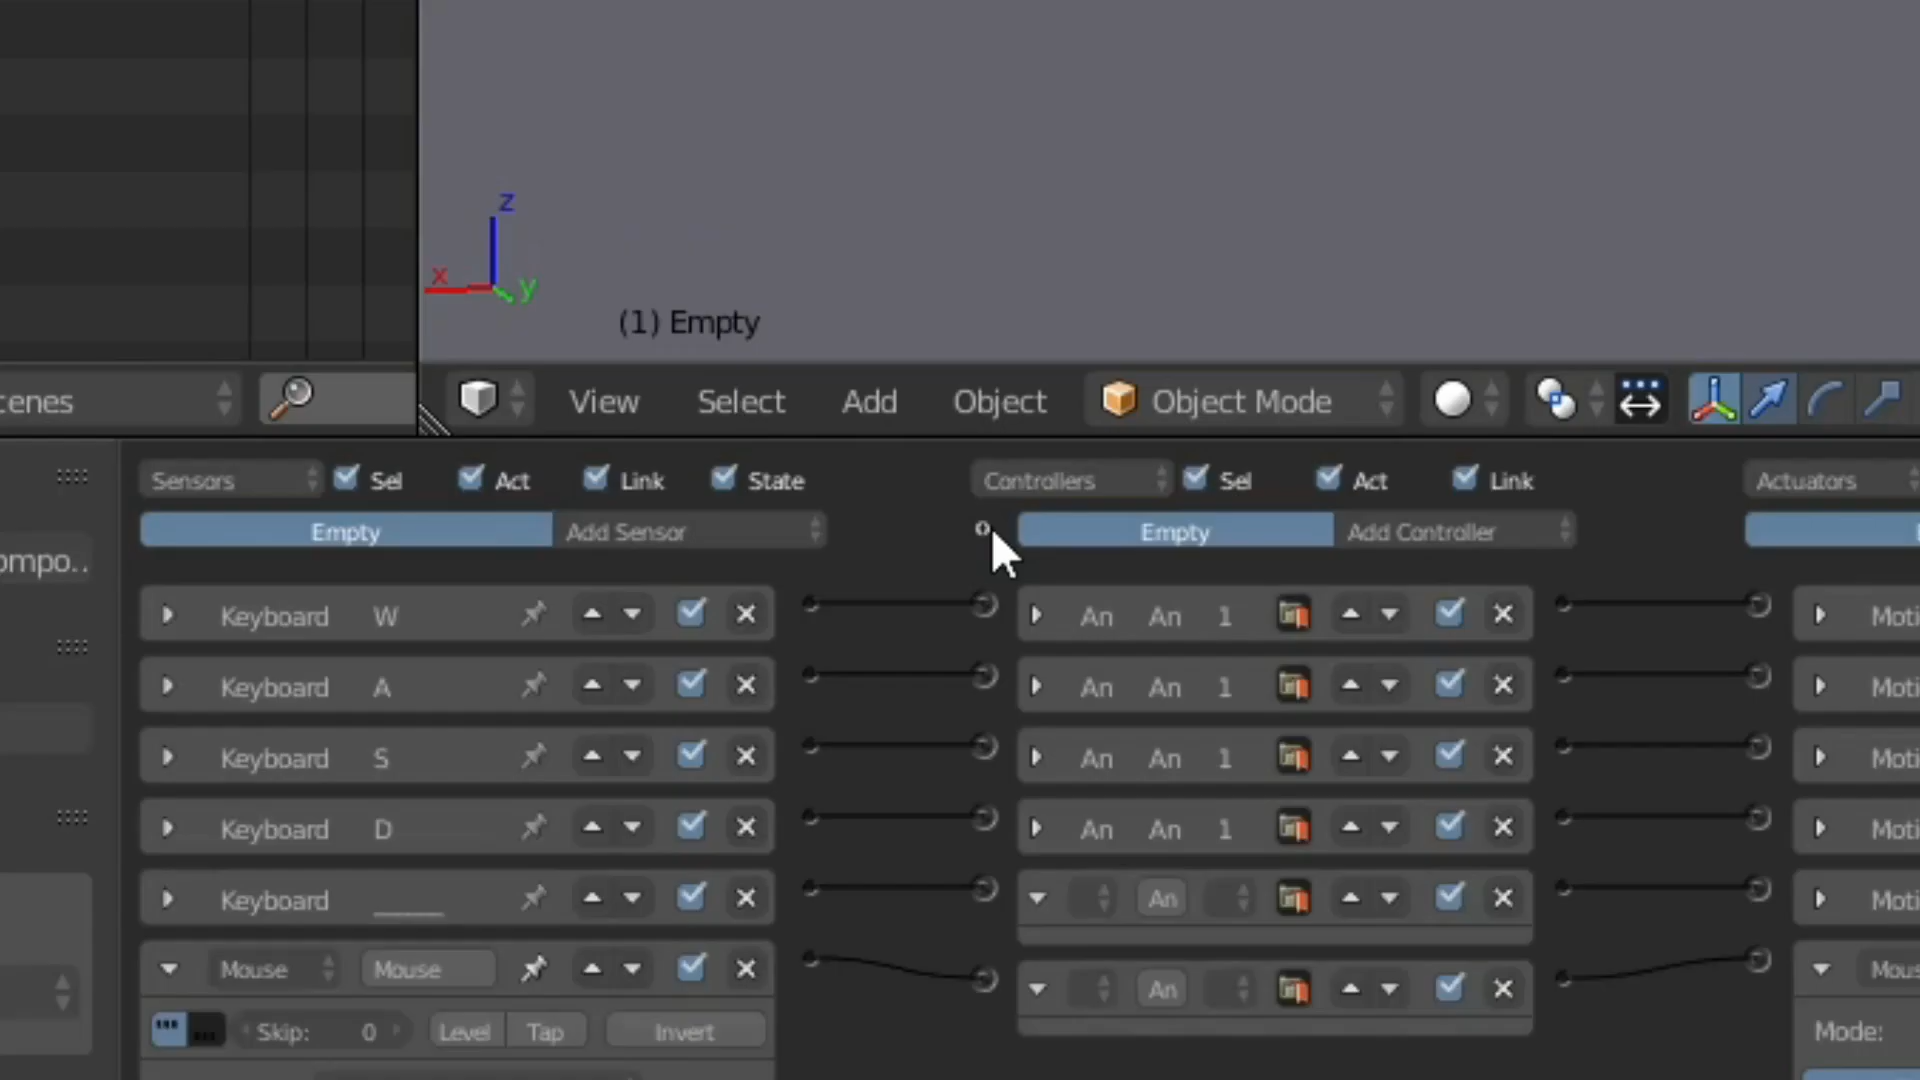 z
x
y
(1) Empty
cenes
View Select Add Object Object Mode
Sensors Sel Act Link State Controllers Sel Act Link Actuators
ompo..
Empty Add Sensor Empty Add Controller
Keyboard W An An 1 Moti
Keyboard A An An 1 Moti
Keyboard S An An 1 Moti
Keyboard D An An 1 Moti
Keyboard _____ An Moti
Mouse Mouse An Mous
Skip: 0 Level Tap Invert Mode: